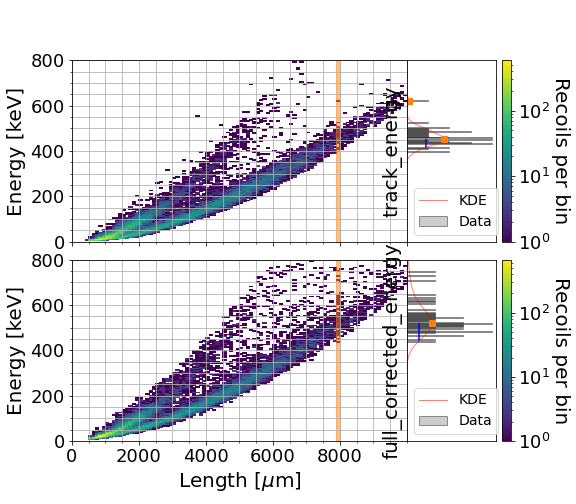 800
600
400
200
0
Energy [keV]
track_energy
KDE
Data
10²
10¹
10⁰
Recoils per bin
800
600
400
200
0
Energy [keV]
full_corrected_energy
KDE
Data
10²
10¹
10⁰
Recoils per bin
0 2000 4000 6000 8000
Length [μm]